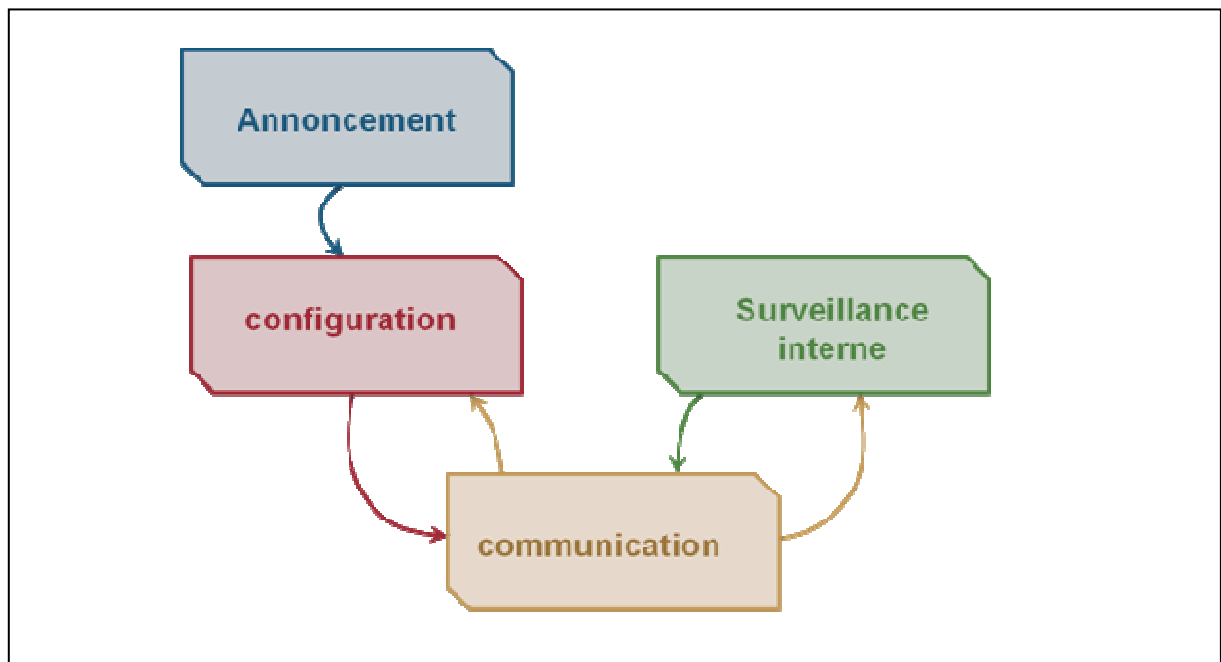 Annoncement
configuration
Surveillance
interne
communication